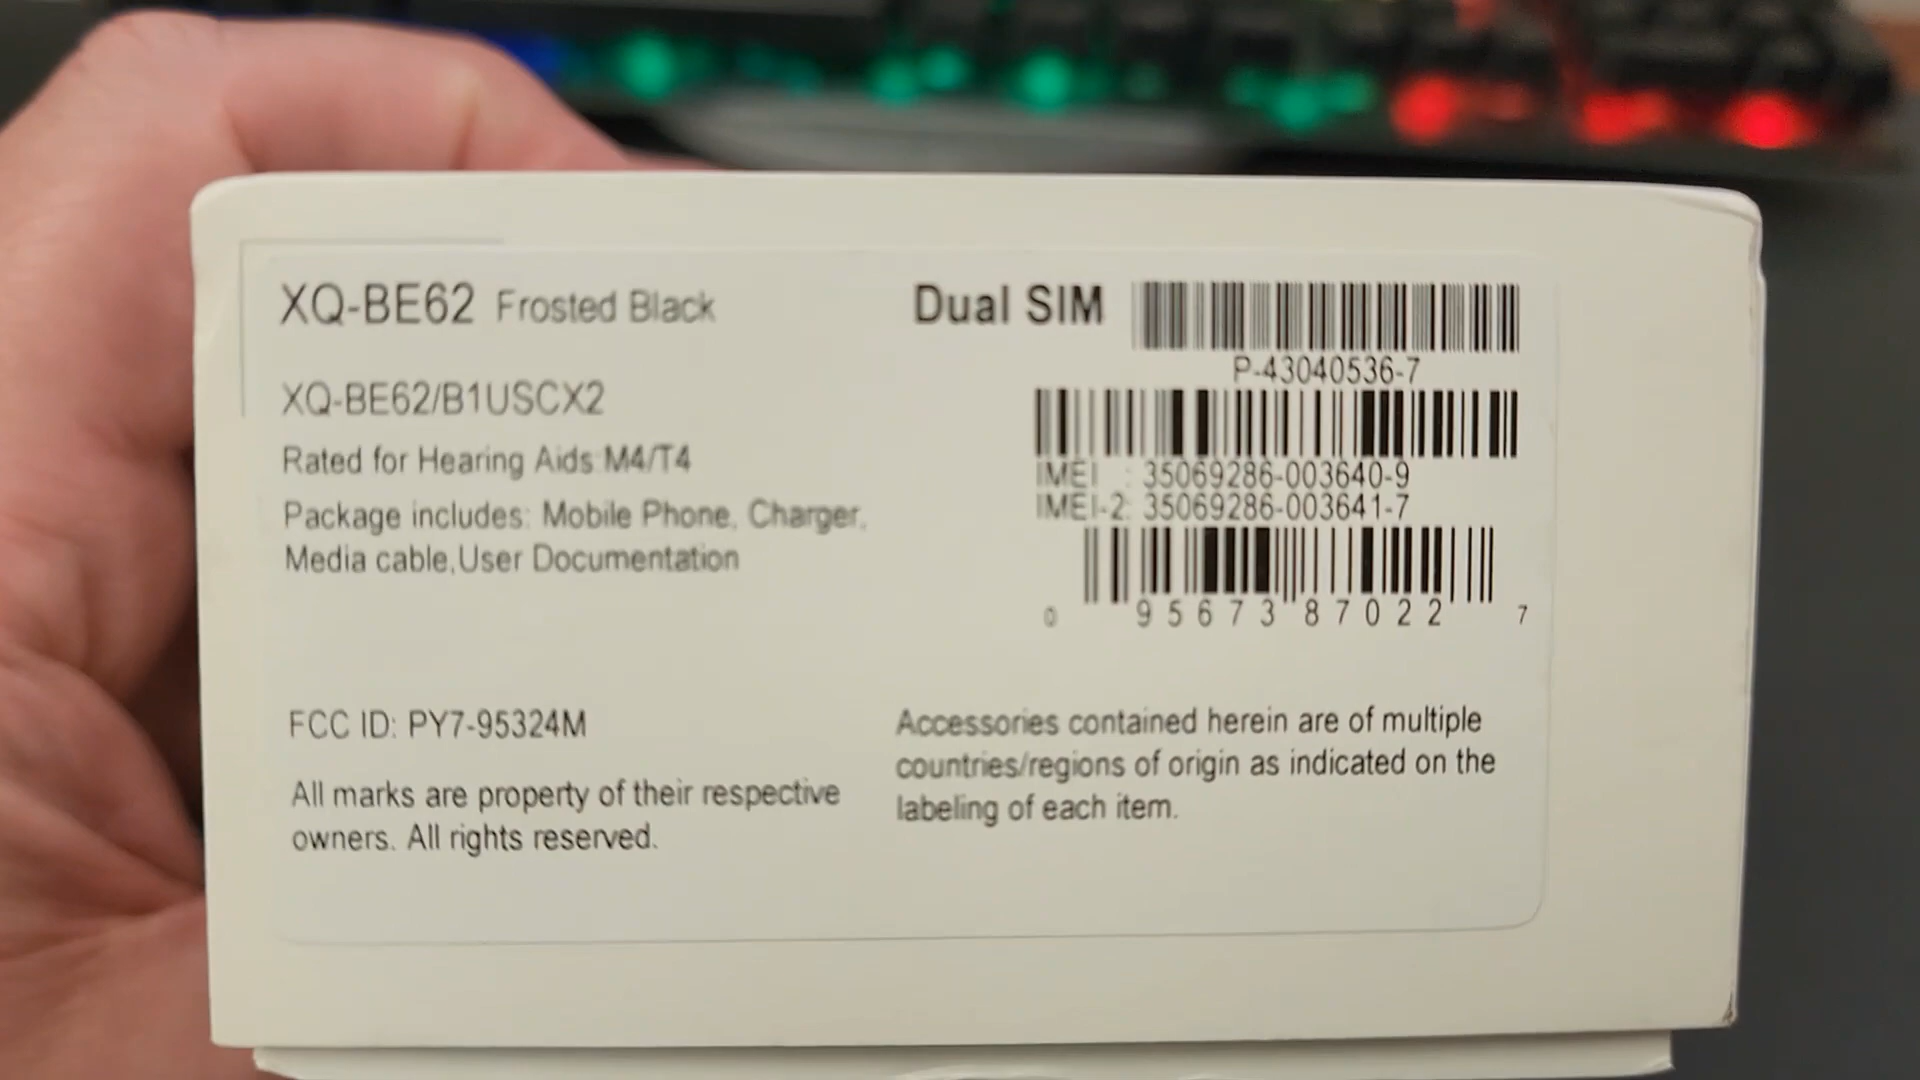 XQ-BE62 Frosted Black
Dual SIM
P-43040536-7
XQ-BE62/B1USCX2
Rated for Hearing Aids:M4/T4
Package includes: Mobile Phone, Charger,
Media cable,User Documentation
IMEI : 35069286-003640-9
IMEI-2: 35069286-003641-7
0 95673 87022 7
FCC ID: PY7-95324M
All marks are property of their respective
owners. All rights reserved.
Accessories contained herein are of multiple
countries/regions of origin as indicated on the
labeling of each item.